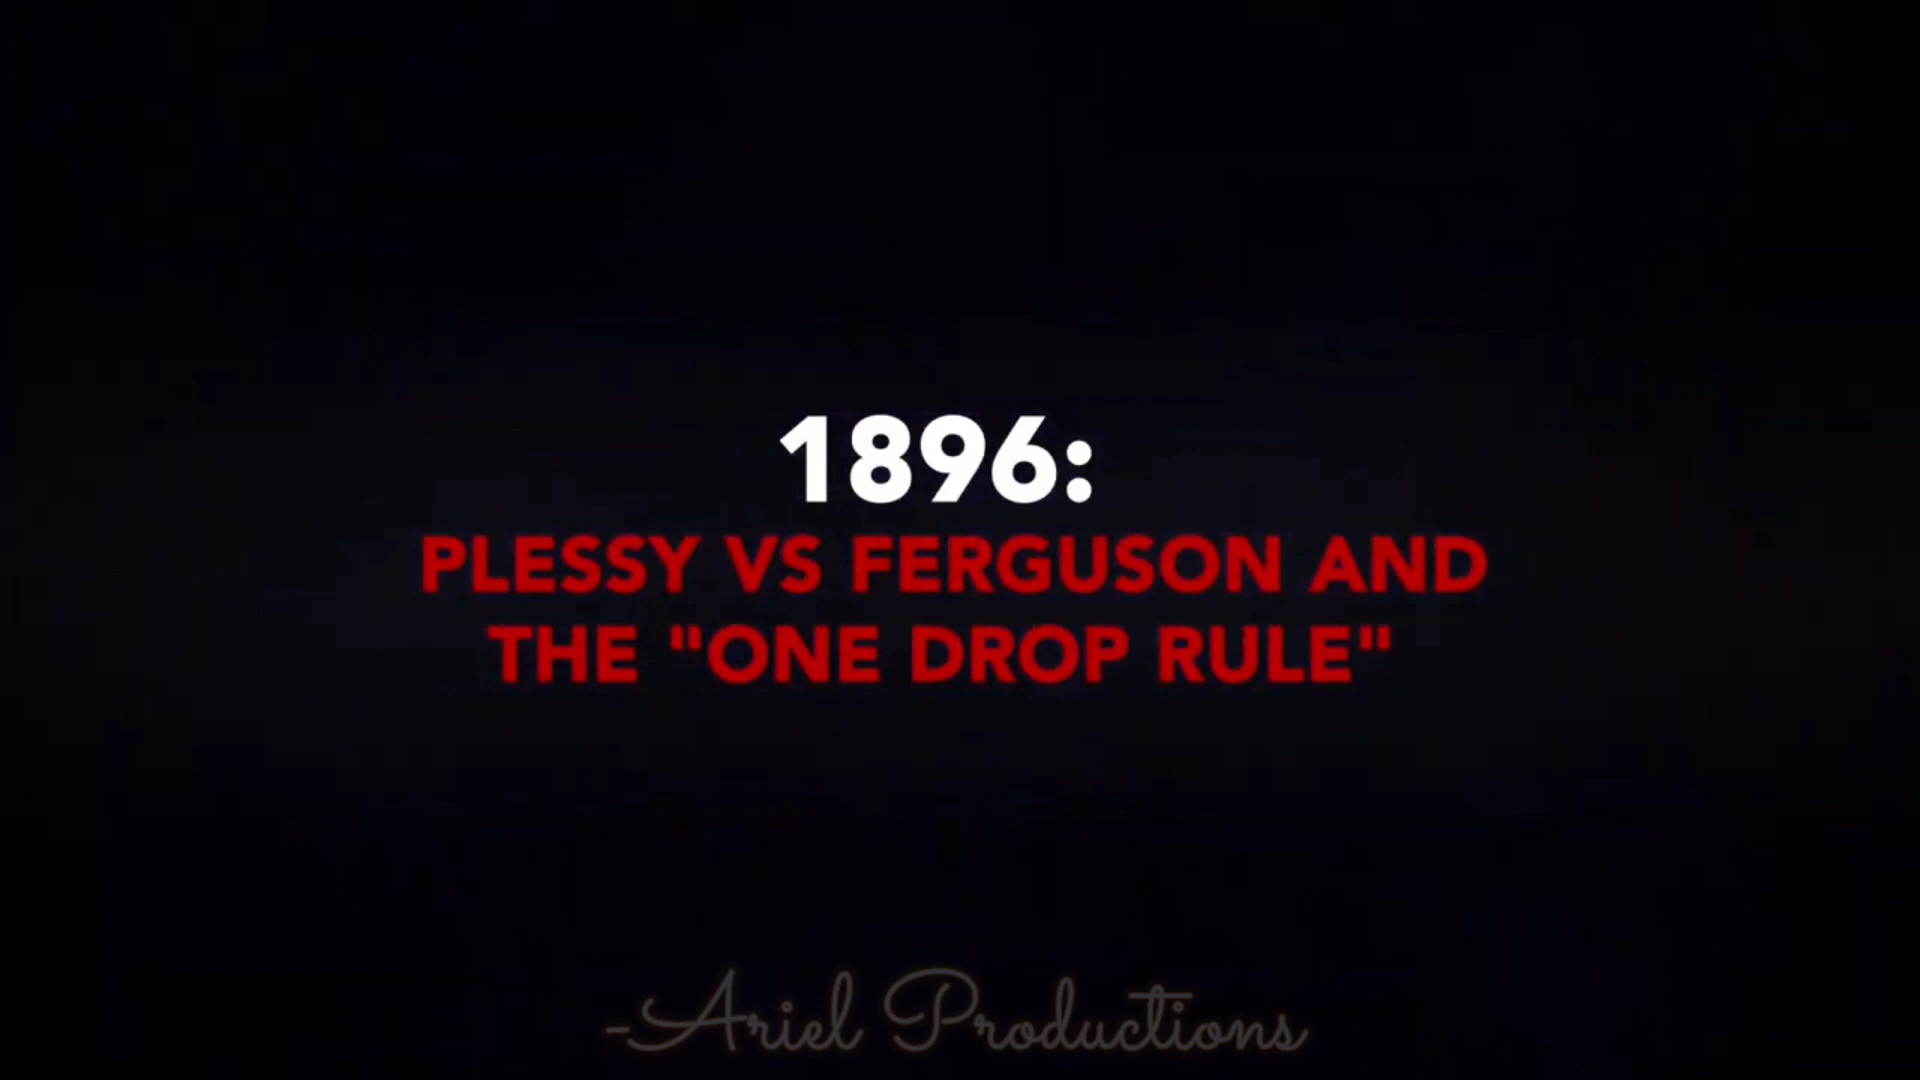 1896:
PLESSY VS FERGUSON AND
THE "ONE DROP RULE"
-Ariel Productions